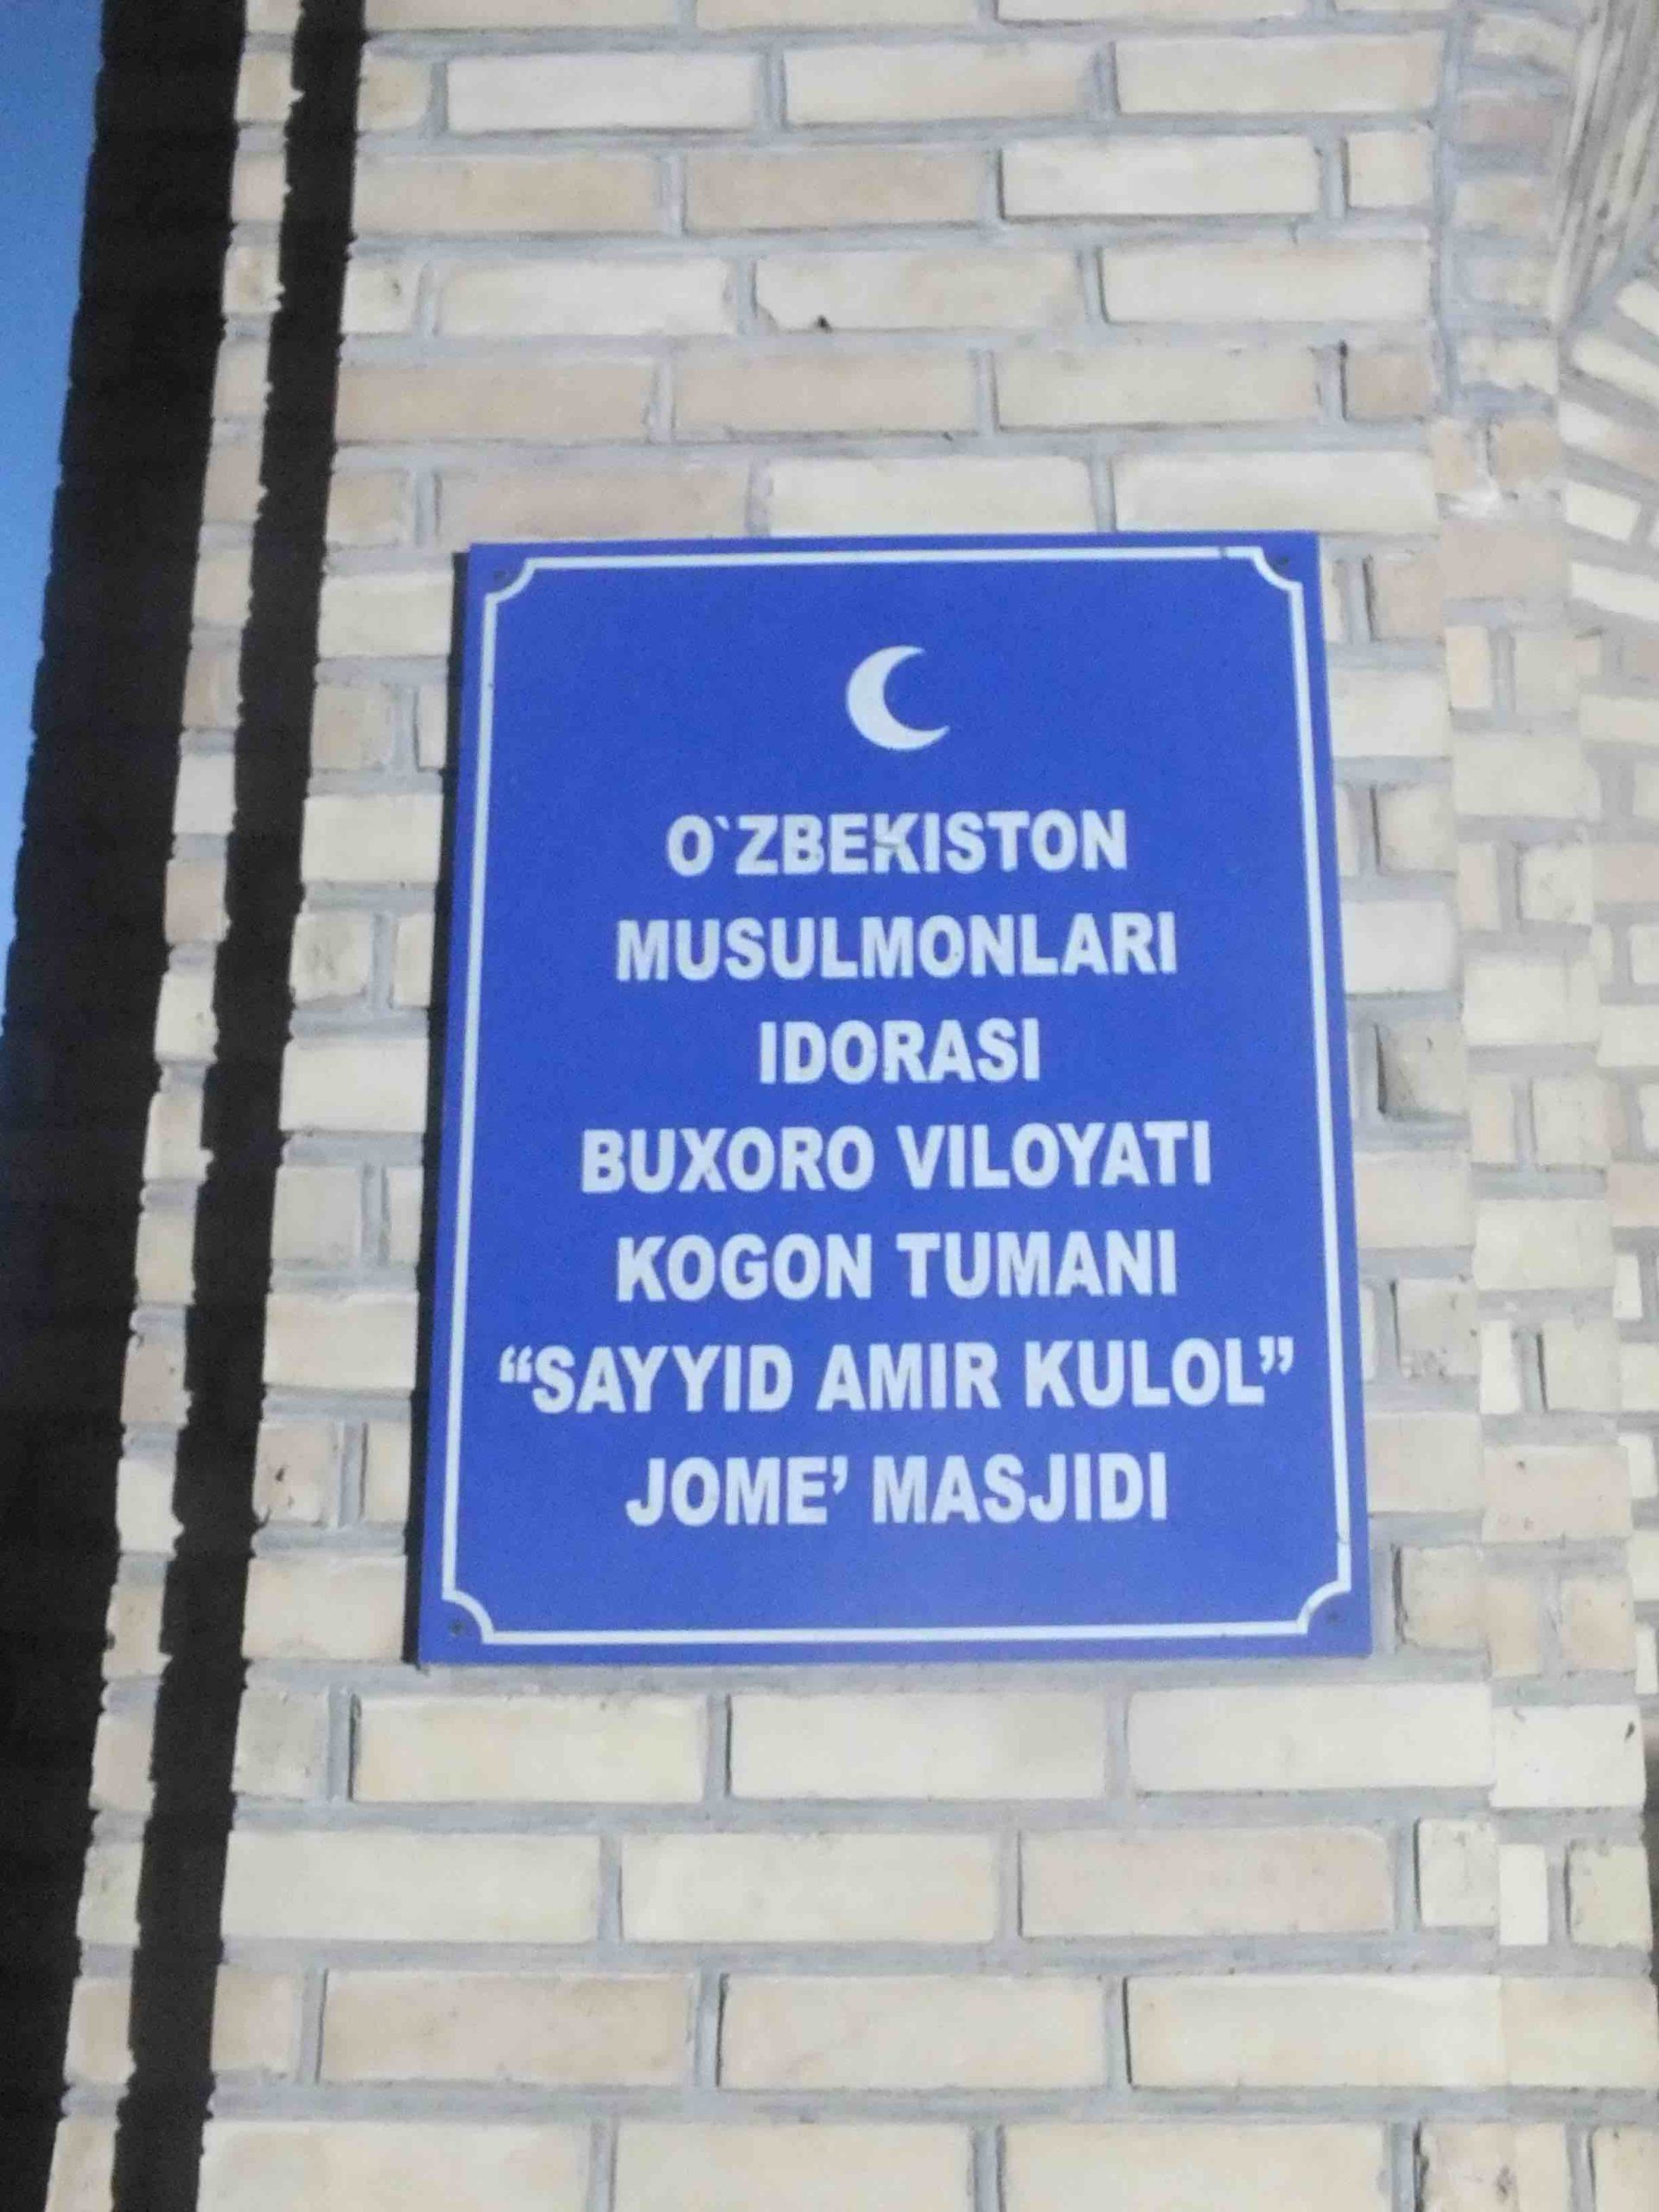 O`ZBEKISTON
MUSULMONLARI
IDORASI
BUXORO VILOYATI
KOGON TUMANI
“SAYYID AMIR KULOL”
JOME’ MASJIDI